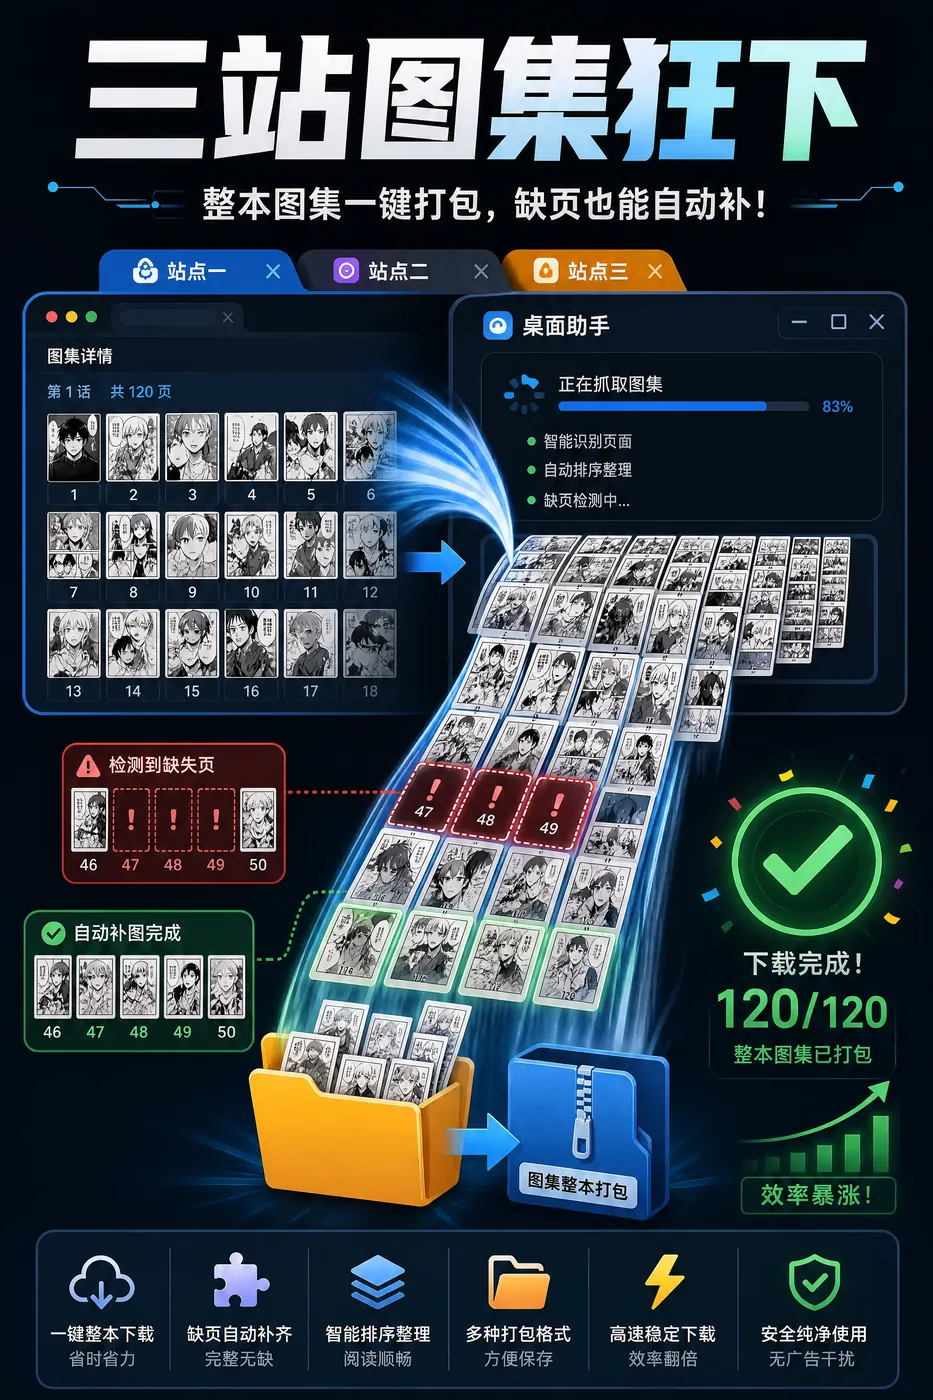 三站图集狂下
整本图集一键打包，缺页也能自动补！
站点一
站点二
站点三
图集详情
第 1 话 共 120 页
1 2 3 4 5 6
7 8 9 10 11 12
13 14 15 16 17 18
桌面助手
正在抓取图集
83%
智能识别页面
自动排序整理
缺页检测中...
检测到缺失页
46 47 48 49 50
47 48 49
自动补图完成
46 47 48 49 50
下载完成！
120/120
整本图集已打包
效率暴涨！
图集整本打包
一键整本下载
省时省力
缺页自动补齐
完整无缺
智能排序整理
阅读顺畅
多种打包格式
方便保存
高速稳定下载
效率翻倍
安全纯净使用
无广告干扰